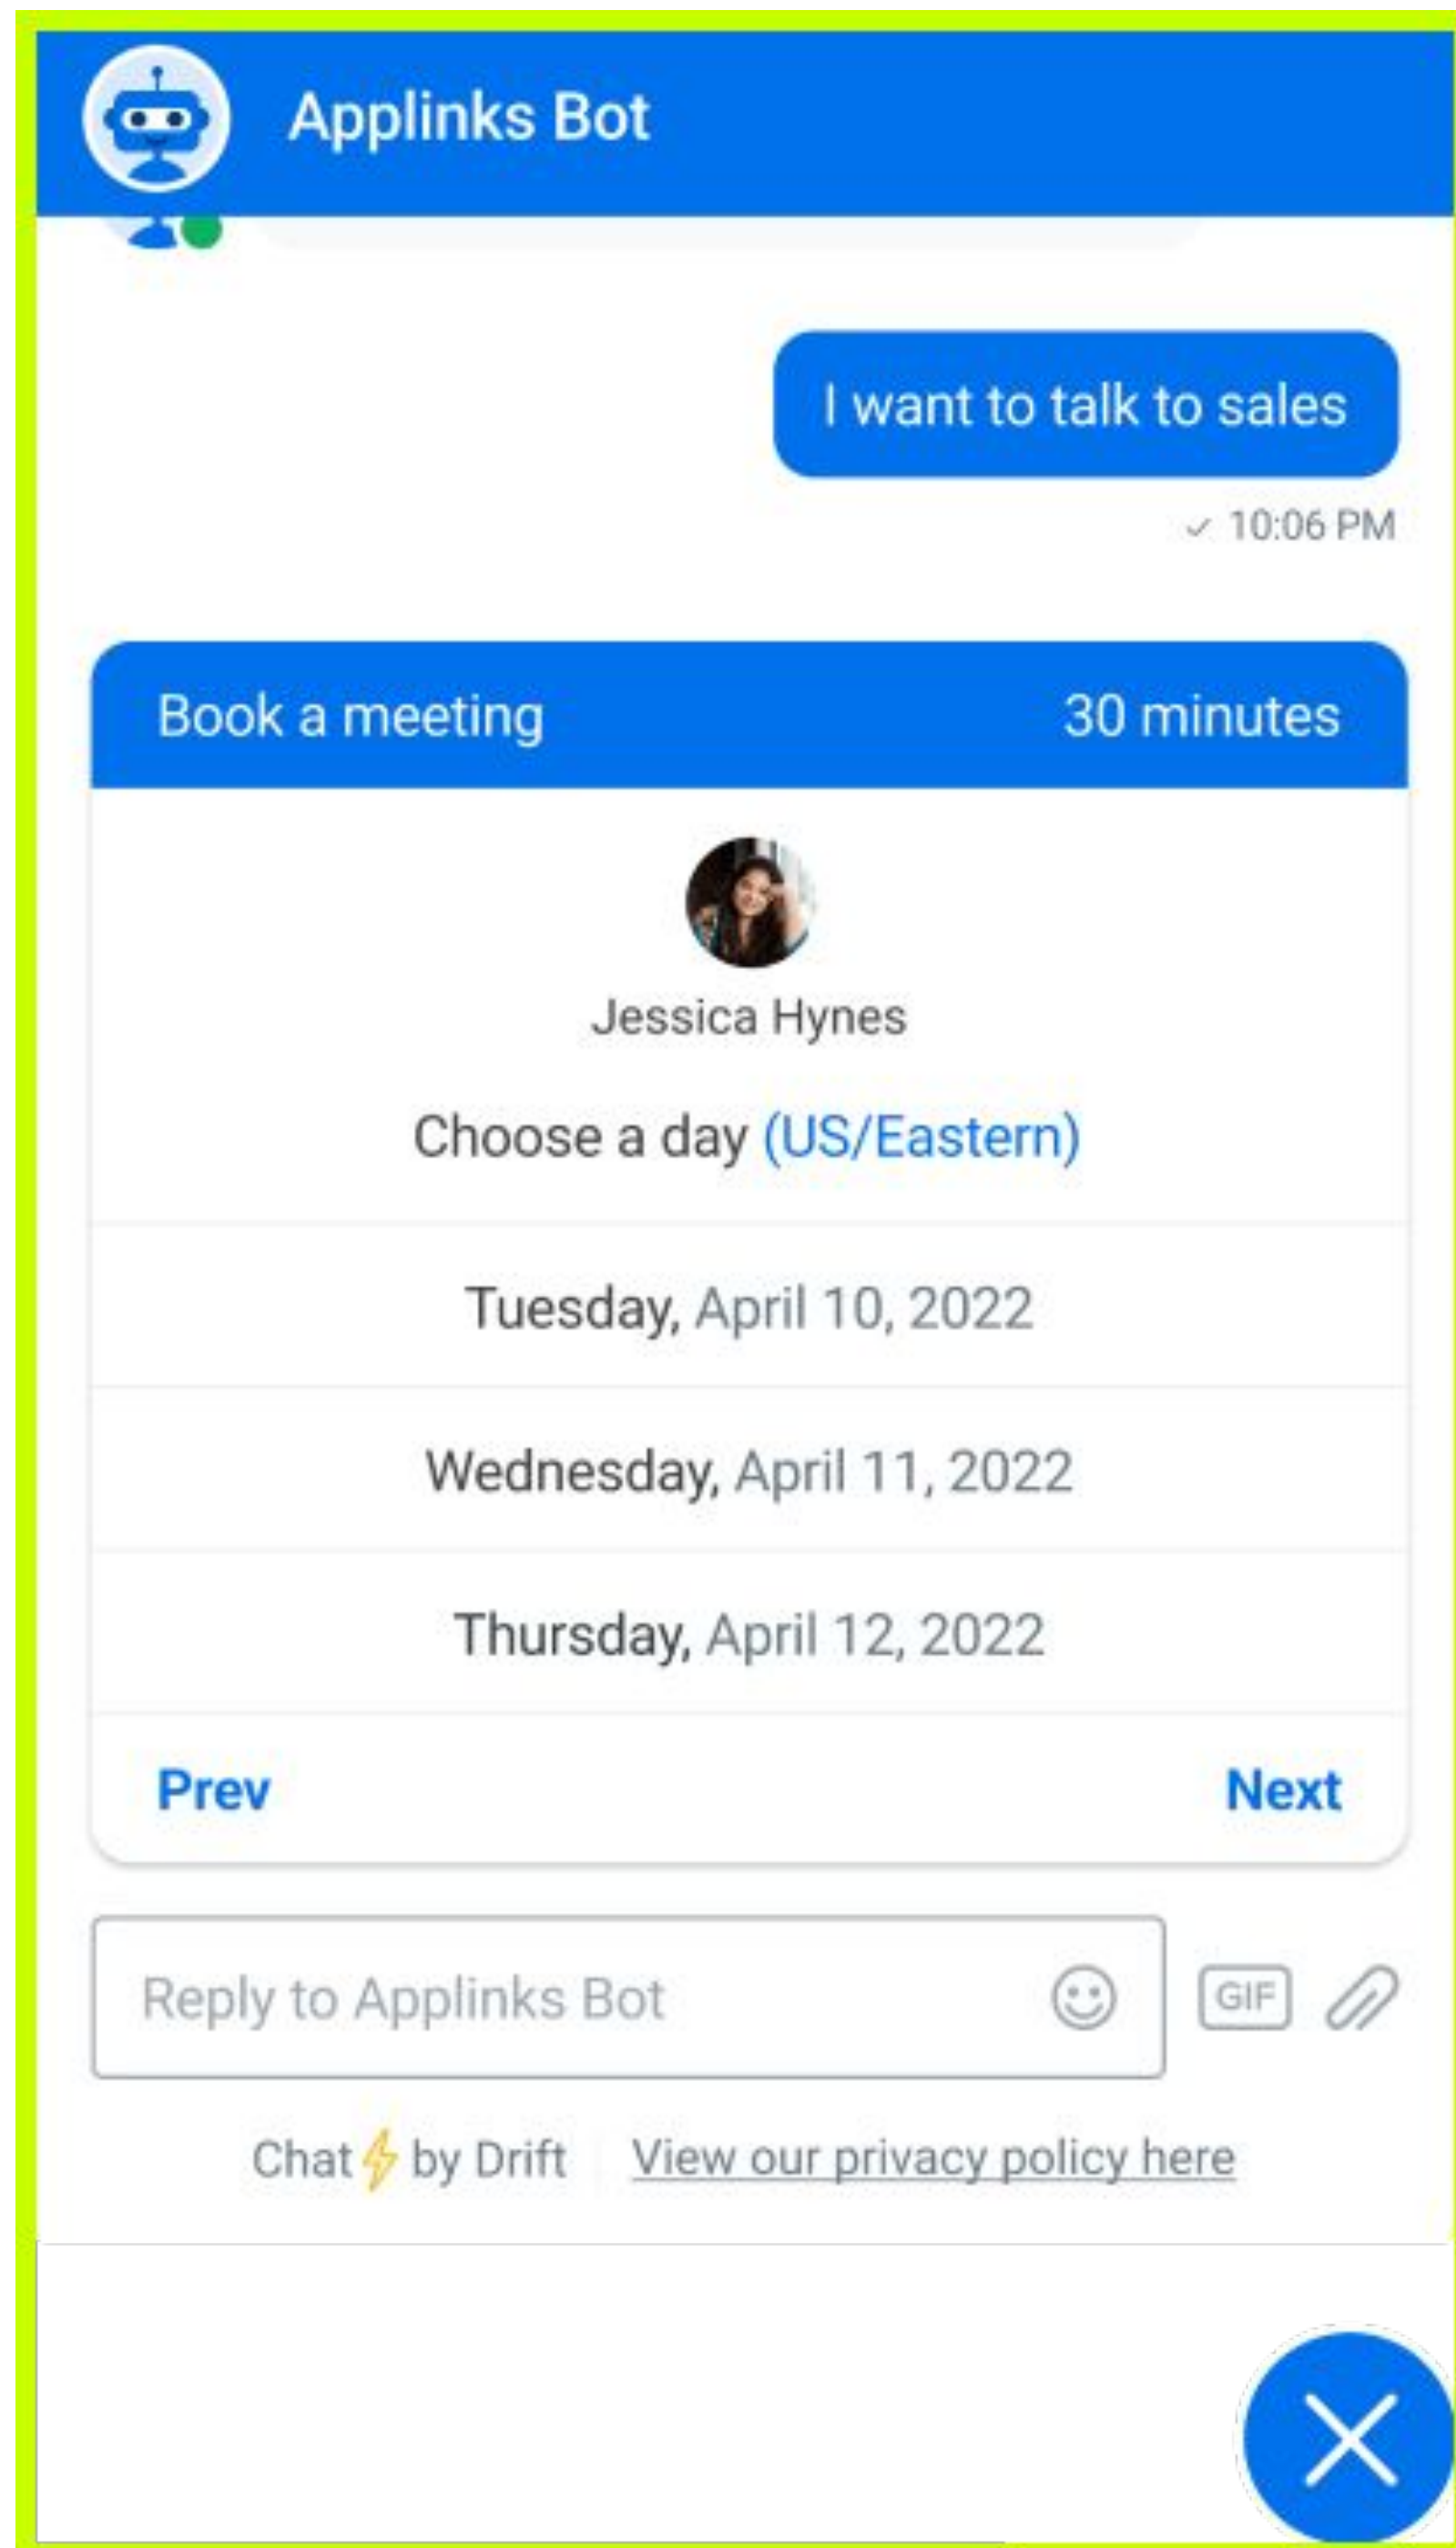 Applinks Bot
I want to talk to sales
✓ 10:06 PM
Book a meeting 30 minutes
Jessica Hynes
Choose a day (US/Eastern)
Tuesday, April 10, 2022
Wednesday, April 11, 2022
Thursday, April 12, 2022
Prev Next
Reply to Applinks Bot GIF
Chat⚡by Drift View our privacy policy here